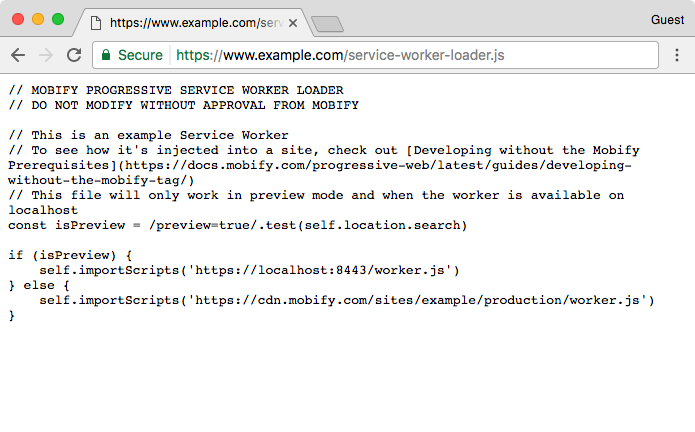 https://www.example.com/serv
Guest
Secure https://www.example.com/service-worker-loader.js
// MOBIFY PROGRESSIVE SERVICE WORKER LOADER
// DO NOT MODIFY WITHOUT APPROVAL FROM MOBIFY
// This is an example Service Worker
// To see how it's injected into a site, check out [Developing without the Mobify
Prerequisites](https://docs.mobify.com/progressive-web/latest/guides/developing-
without-the-mobify-tag/)
// This file will only work in preview mode and when the worker is available on
localhost
const isPreview = /preview=true/.test(self.location.search)
if (isPreview) {
    self.importScripts('https://localhost:8443/worker.js')
} else {
    self.importScripts('https://cdn.mobify.com/sites/example/production/worker.js')
}